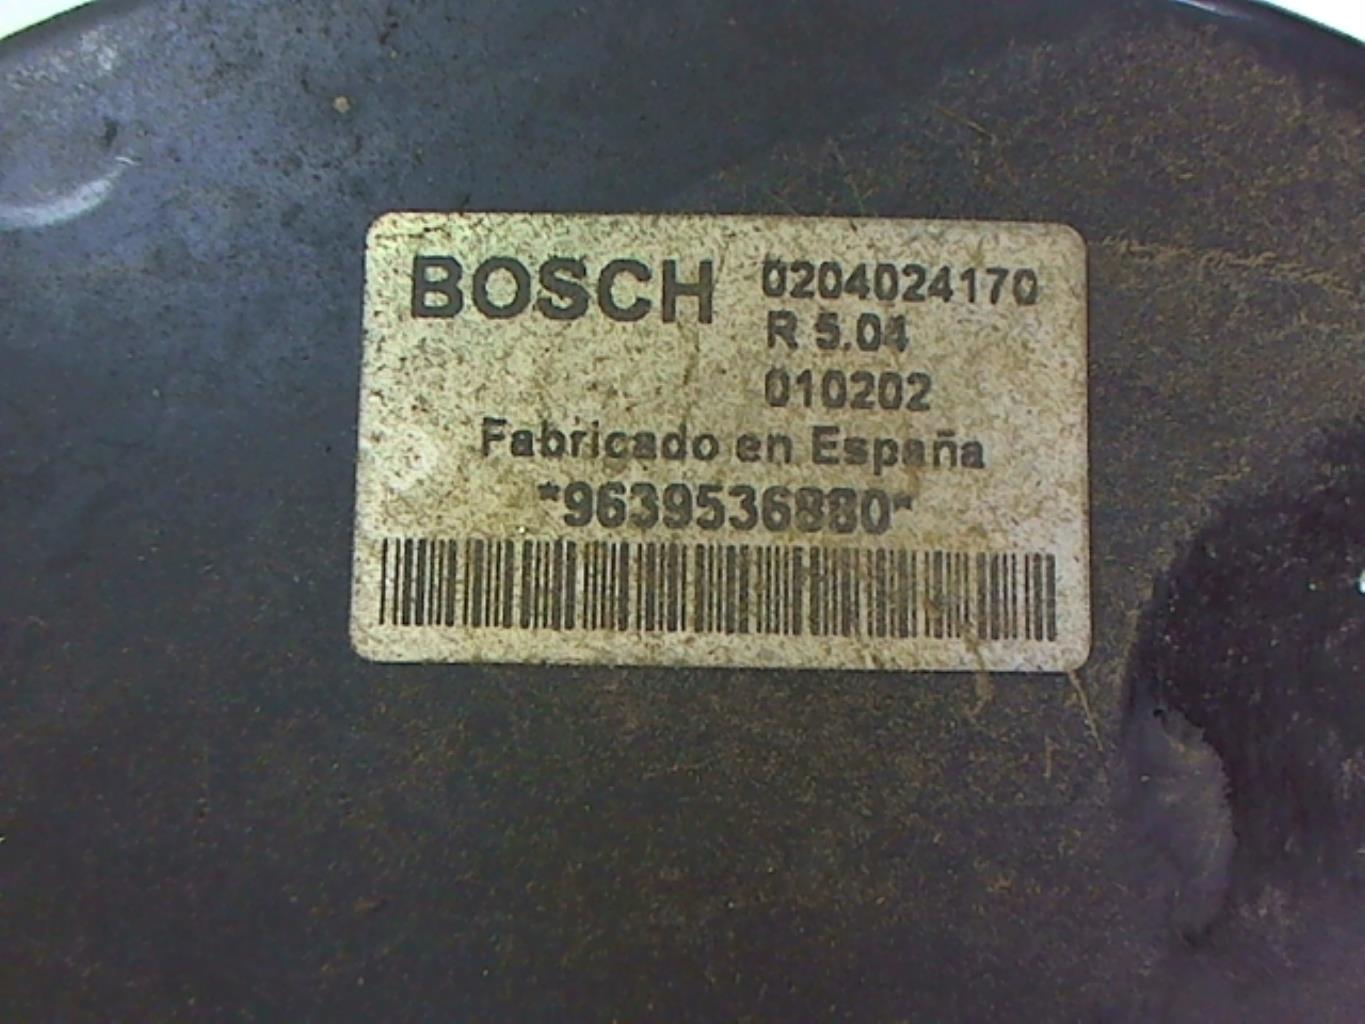 BOSCH 0204024170
R 5.04
010202
Fabricado en España
*9639536880*